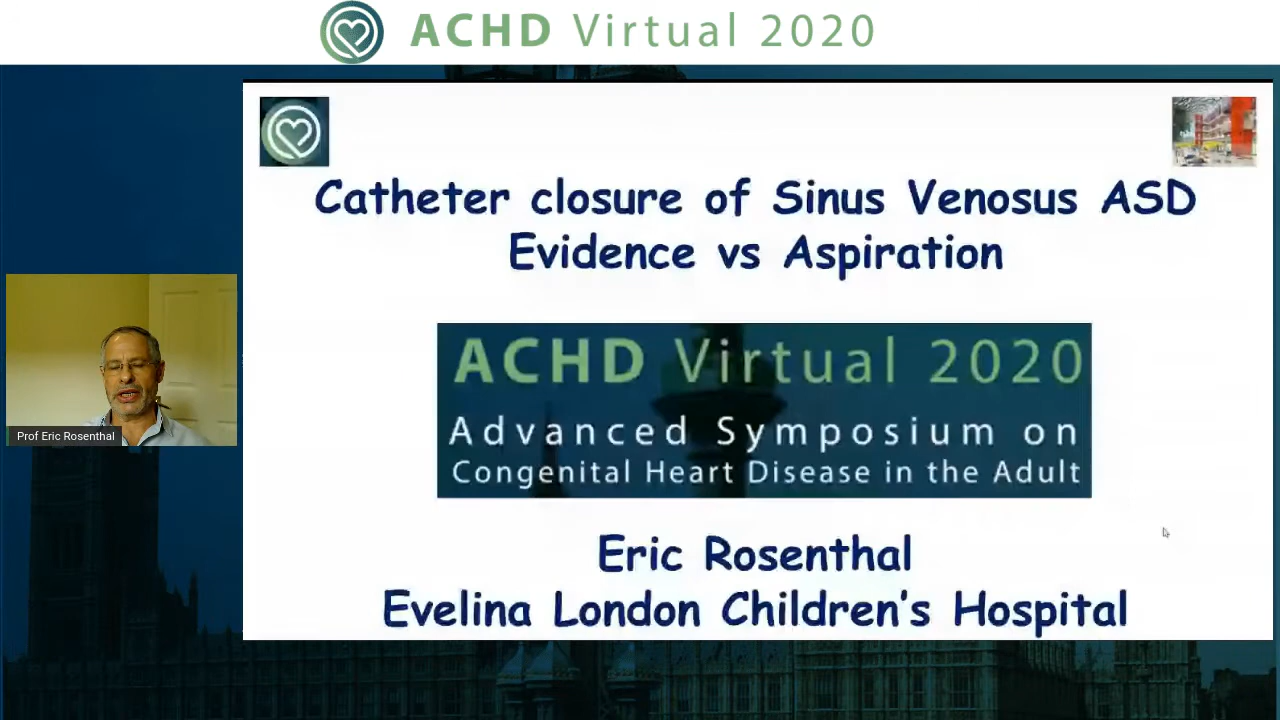 ACHD Virtual 2020
Catheter closure of Sinus Venosus ASD
Evidence vs Aspiration
ACHD Virtual 2020
Advanced Symposium on
Congenital Heart Disease in the Adult
Prof Eric Rosenthal
Eric Rosenthal
Evelina London Children's Hospital